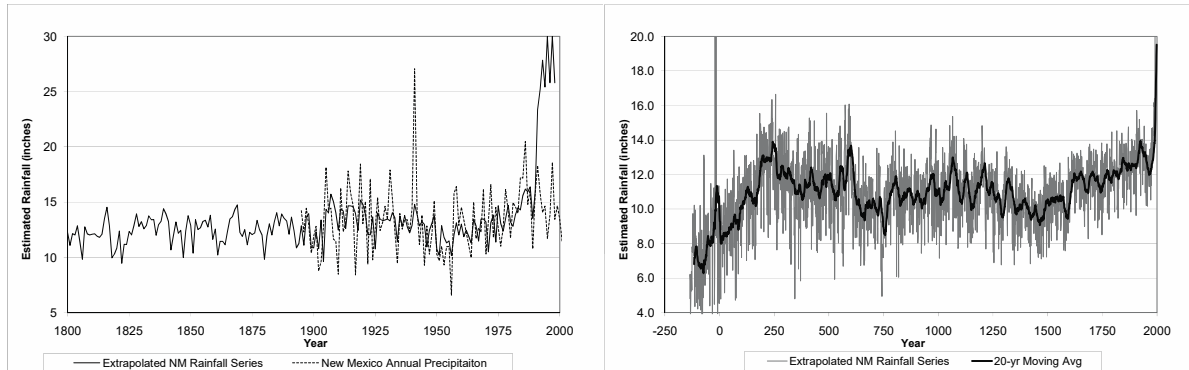 Estimated Rainfall (inches)
30
25
20
15
10
5
1800 1825 1850 1875 1900 1925 1950 1975 2000
Year
Extrapolated NM Rainfall Series New Mexico Annual Precipitaiton
Estimated Rainfall (inches)
20.0
18.0
16.0
14.0
12.0
10.0
8.0
6.0
4.0
-250 0 250 500 750 1000 1250 1500 1750 2000
Year
Extrapolated NM Rainfall Series 20-yr Moving Avg